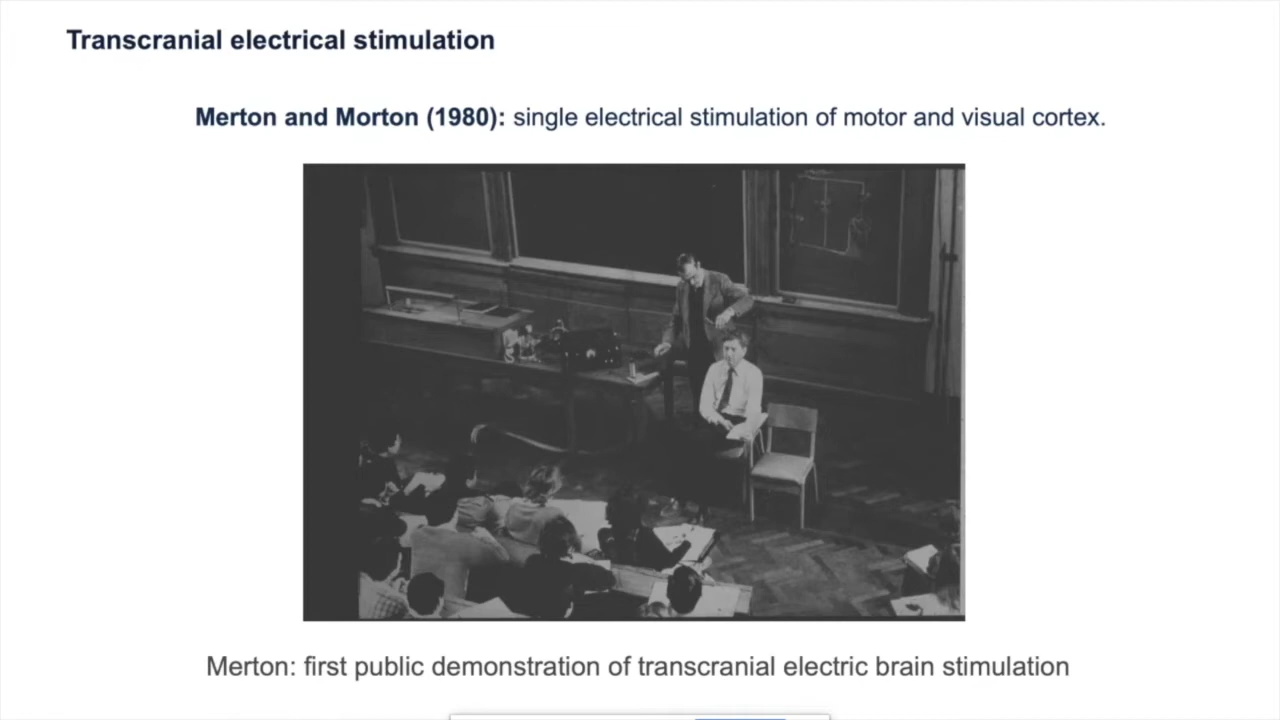 Transcranial electrical stimulation
Merton and Morton (1980): single electrical stimulation of motor and visual cortex.
Merton: first public demonstration of transcranial electric brain stimulation